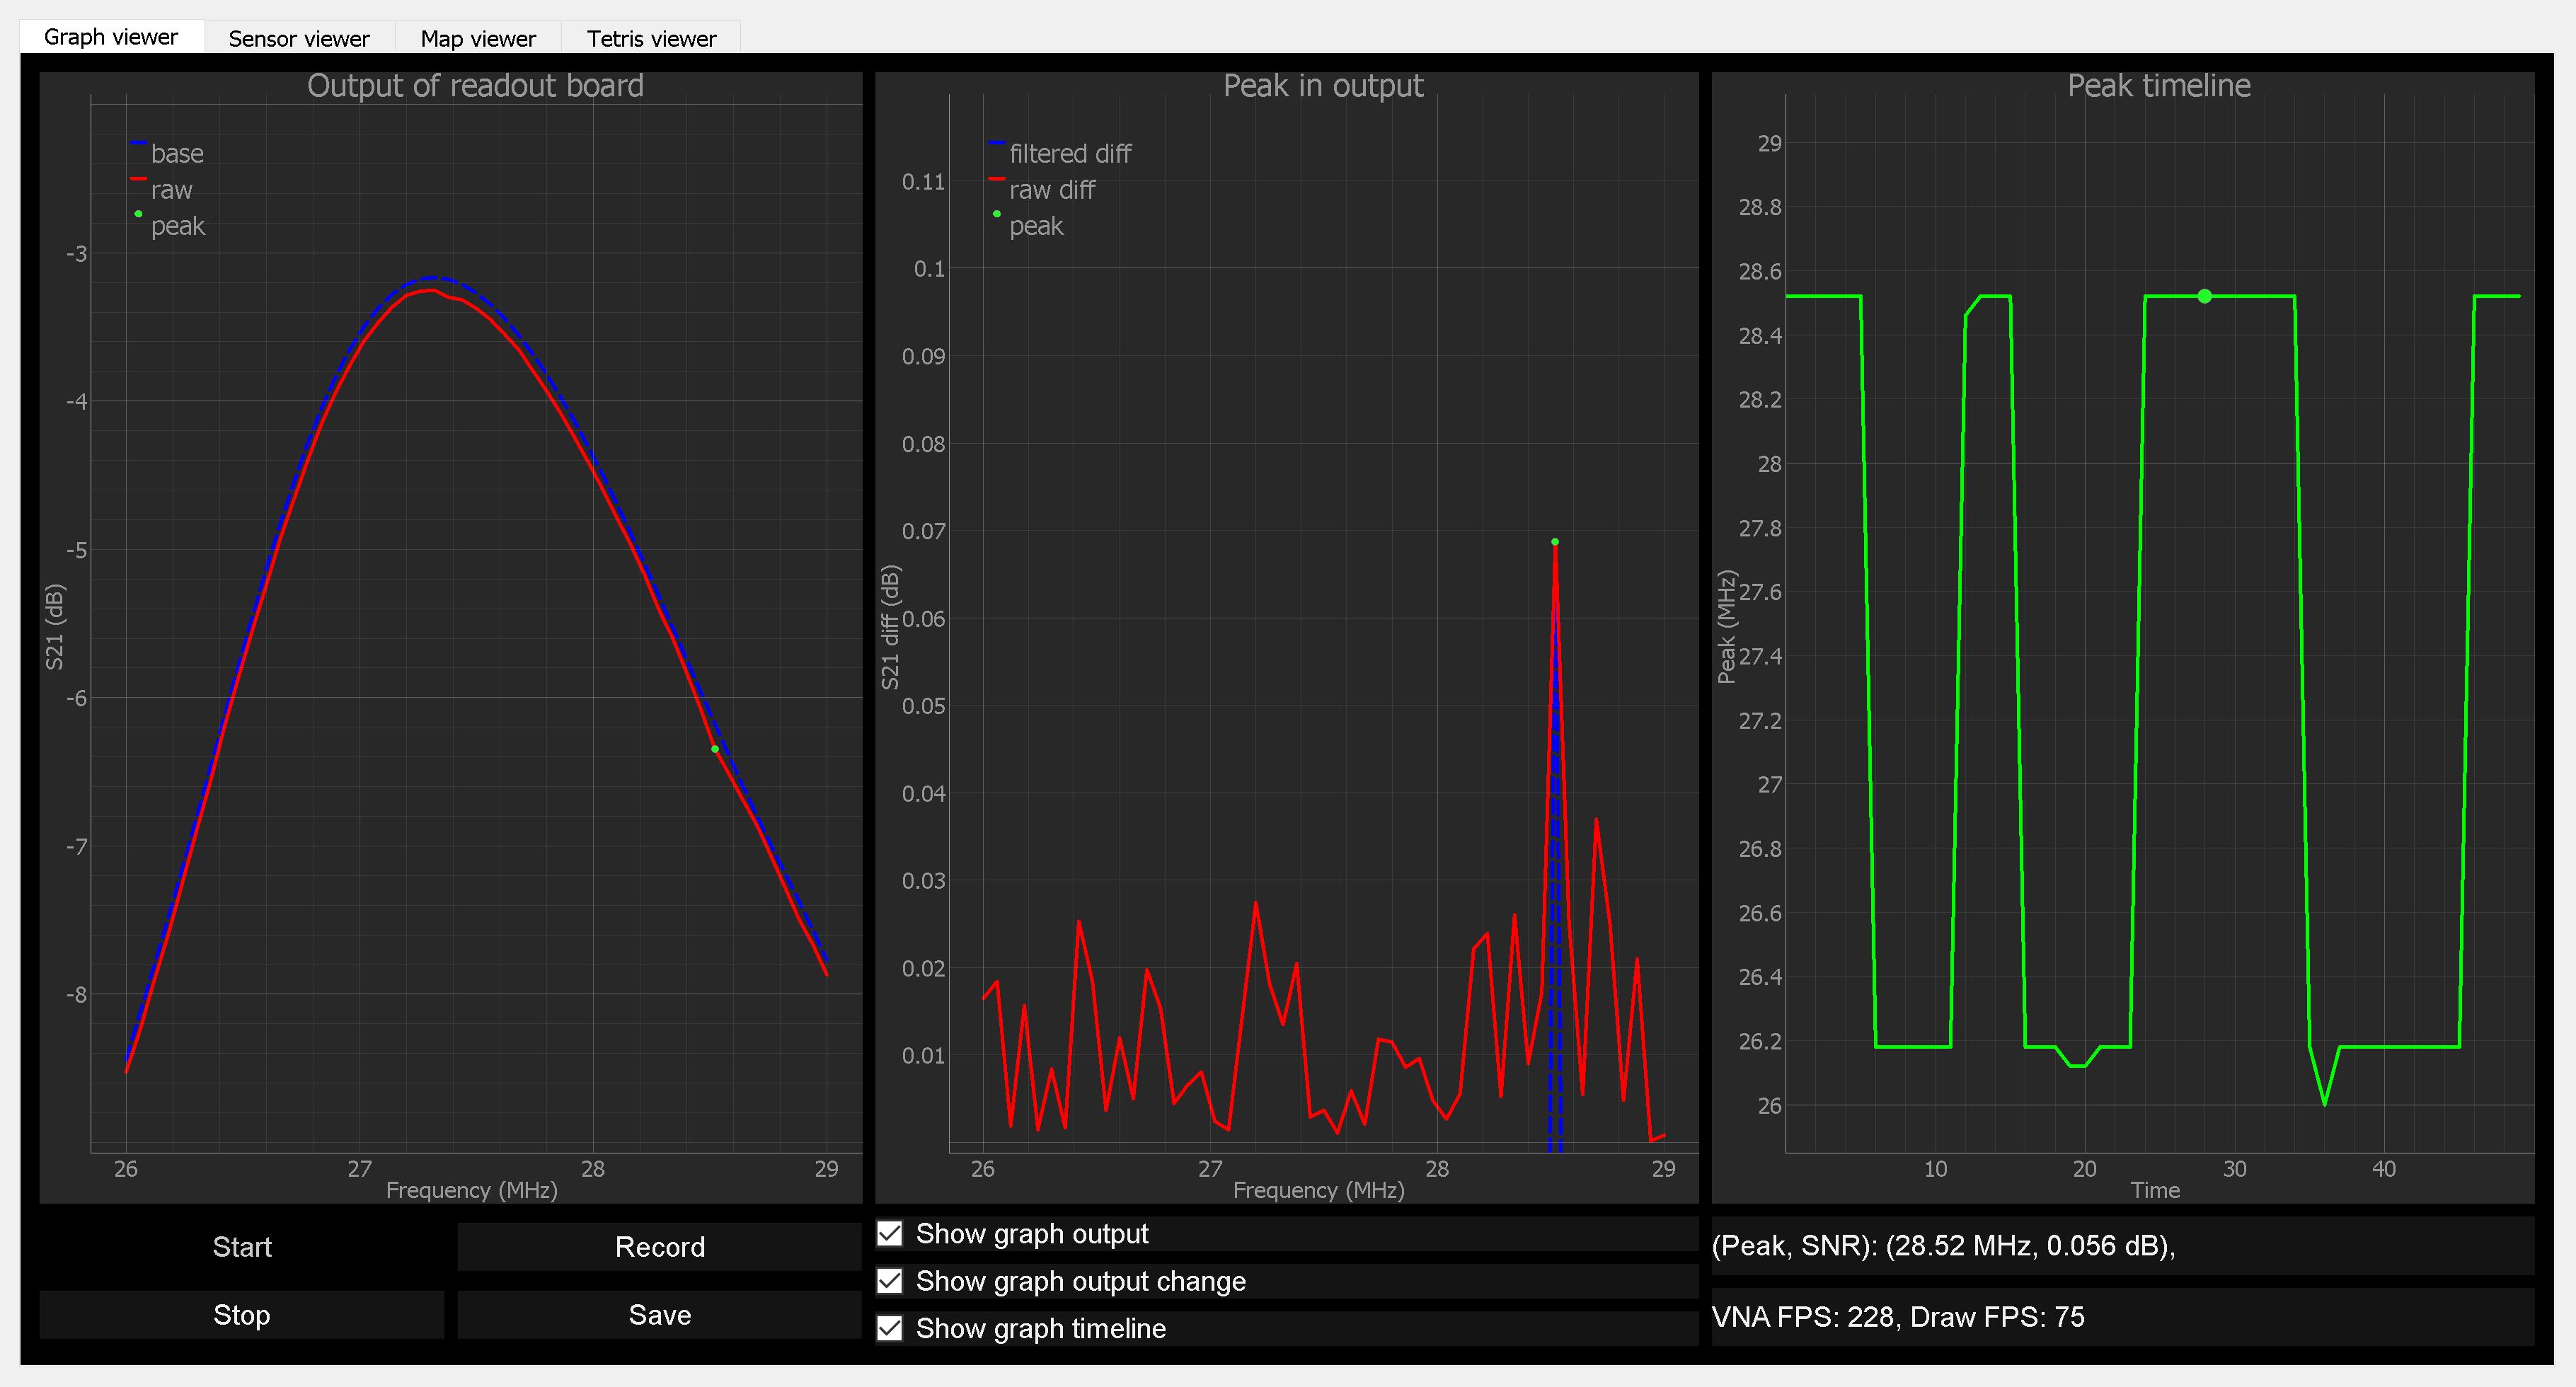 Graph viewer
Sensor viewer
Map viewer
Tetris viewer
Output of readout board
base
raw
peak
-3
-4
-5
-6
-7
-8
S21 (dB)
26
27
28
29
Frequency (MHz)
Peak in output
filtered diff
raw diff
peak
0.11
0.1
0.09
0.08
0.07
0.06
0.05
0.04
0.03
0.02
0.01
S21 diff (dB)
26
27
28
29
Frequency (MHz)
Peak timeline
29
28.8
28.6
28.4
28.2
28
27.8
27.6
27.4
27.2
27
26.8
26.6
26.4
26.2
26
Peak (MHz)
10
20
30
40
Time
Start
Record
Stop
Save
Show graph output
Show graph output change
Show graph timeline
(Peak, SNR): (28.52 MHz, 0.056 dB),
VNA FPS: 228, Draw FPS: 75